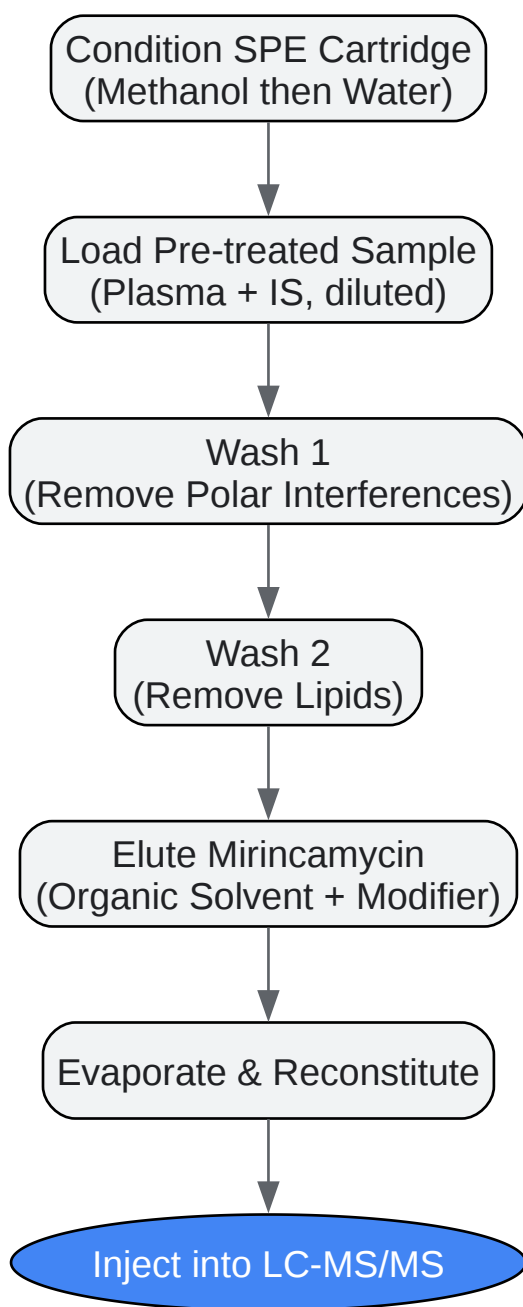 Condition SPE Cartridge
(Methanol then Water)
Load Pre-treated Sample
(Plasma + IS, diluted)
Wash 1
(Remove Polar Interferences)
Wash 2
(Remove Lipids)
Elute Mirincamycin
(Organic Solvent + Modifier)
Evaporate & Reconstitute
Inject into LC-MS/MS